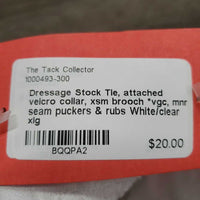 The Tack Collector
1000493-300
Dressage Stock Tie, attached
velcro collar, xsm brooch *vgc, mnr
seam puckers & rubs White/clear
xlg
$20.00
BQQPA2